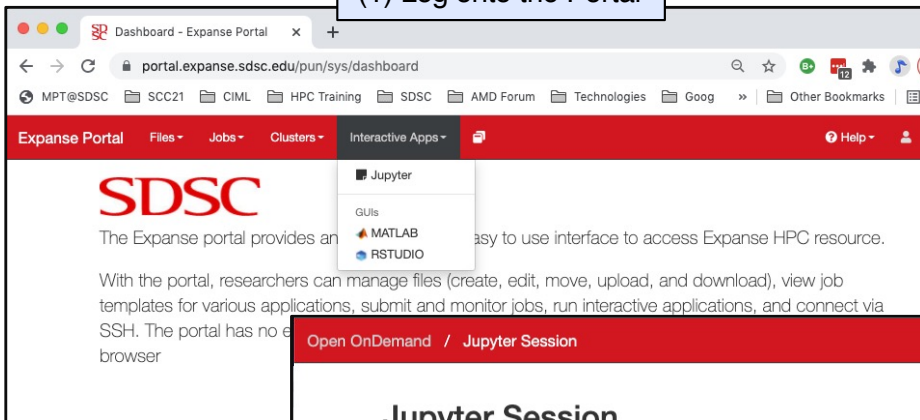 (1) Log onto the Portal
Dashboard - Expanse Portal
portal.expanse.sdsc.edu/pun/sys/dashboard
12
MPT@SDSC SCC21 CIML HPC Training SDSC AMD Forum Technologies Goog » Other Bookmarks
Expanse Portal Files Jobs Clusters Interactive Apps Help
Jupyter
GUIs
MATLAB
RSTUDIO
SDSC
The Expanse portal provides an asy to use interface to access Expanse HPC resource.
With the portal, researchers can manage files (create, edit, move, upload, and download), view job
templates for various applications, submit and monitor jobs, run interactive applications, and connect via
SSH. The portal has no e
browser
Open OnDemand / Jupyter Session
Jupyter Session